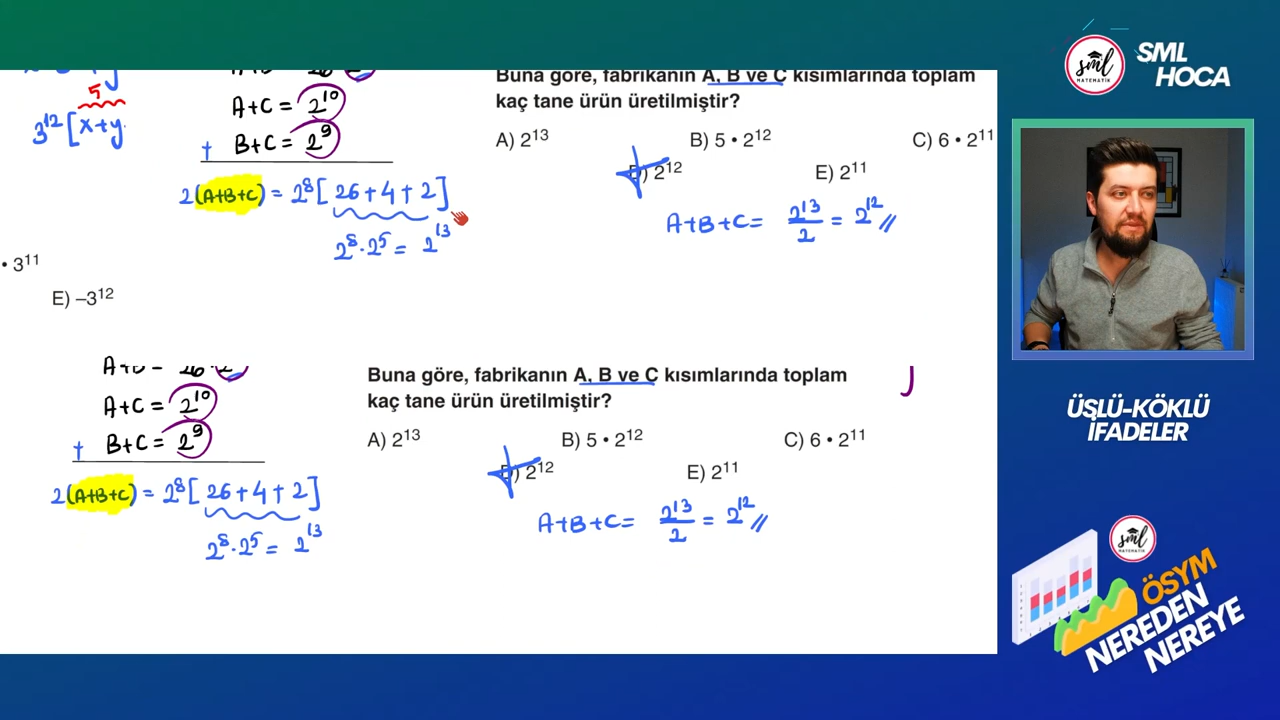 SML HOCA
sml
MATEMATİK
5
3¹² [x+y
A+C = 2¹⁰
+ B+C = 2⁹
2(A+B+C) = 2⁸[26+4+2]
2⁸·2⁵ = 2¹³
Buna göre, fabrikanın A, B ve C kısımlarında toplam
kaç tane ürün üretilmiştir?
A) 2¹³ B) 5 • 2¹² C) 6 • 2¹¹
D) 2¹² E) 2¹¹
A+B+C = 2¹³/2 = 2¹² //
• 3¹¹
E) –3¹²
A+C = 2¹⁰
+ B+C = 2⁹
2(A+B+C) = 2⁸[26+4+2]
2⁸·2⁵ = 2¹³
Buna göre, fabrikanın A, B ve C kısımlarında toplam
kaç tane ürün üretilmiştir?
A) 2¹³ B) 5 • 2¹² C) 6 • 2¹¹
D) 2¹² E) 2¹¹
A+B+C = 2¹³/2 = 2¹² //
ÜSLÜ-KÖKLÜ
İFADELER
sml
MATEMATİK
ÖSYM
NEREDEN
NEREYE